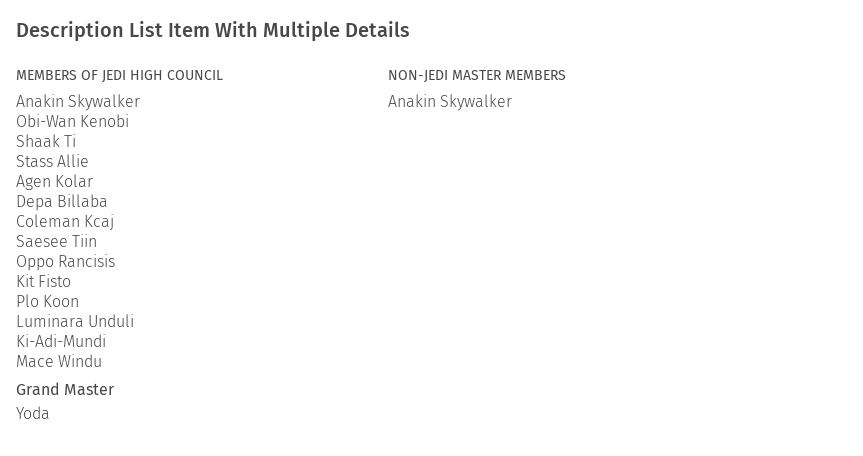 Description List Item With Multiple Details
MEMBERS OF JEDI HIGH COUNCIL
Anakin Skywalker
Obi-Wan Kenobi
Shaak Ti
Stass Allie
Agen Kolar
Depa Billaba
Coleman Kcaj
Saesee Tiin
Oppo Rancisis
Kit Fisto
Plo Koon
Luminara Unduli
Ki-Adi-Mundi
Mace Windu
Grand Master
Yoda
NON-JEDI MASTER MEMBERS
Anakin Skywalker